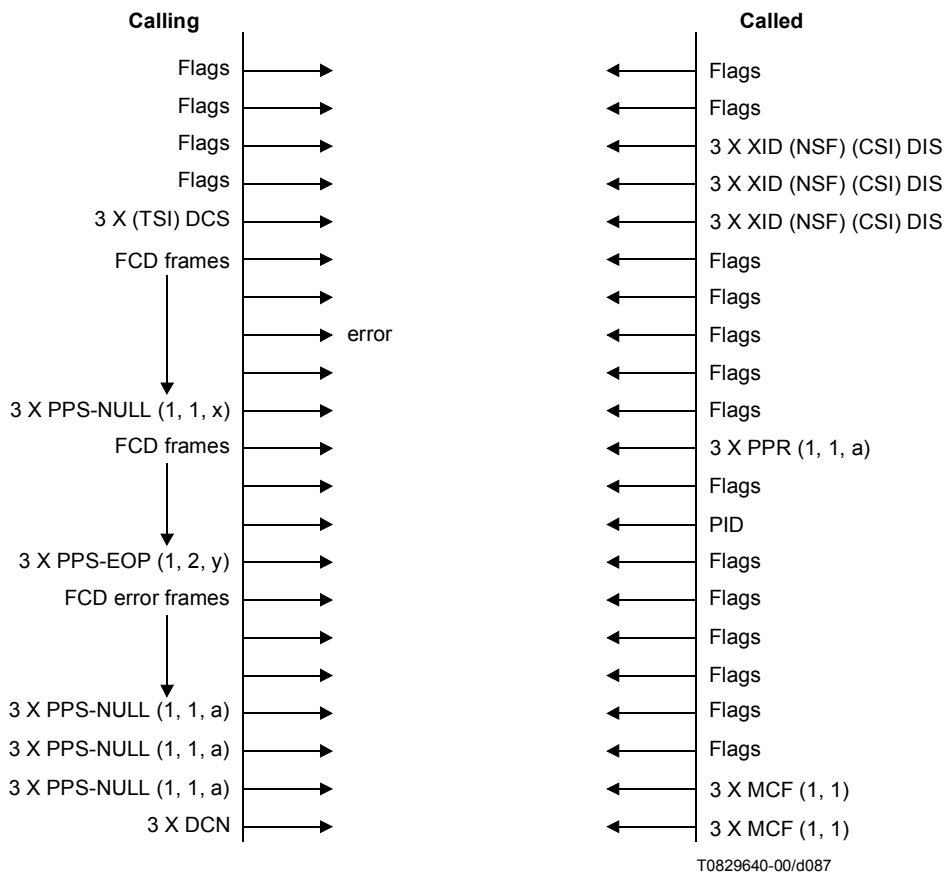 Calling Called
Flags Flags
Flags Flags
Flags 3 X XID (NSF) (CSI) DIS
Flags 3 X XID (NSF) (CSI) DIS
3 X (TSI) DCS 3 X XID (NSF) (CSI) DIS
FCD frames Flags
Flags
error Flags
Flags
3 X PPS-NULL (1, 1, x) Flags
FCD frames 3 X PPR (1, 1, a)
Flags
PID
3 X PPS-EOP (1, 2, y) Flags
FCD error frames Flags
Flags
Flags
3 X PPS-NULL (1, 1, a) Flags
3 X PPS-NULL (1, 1, a) Flags
3 X PPS-NULL (1, 1, a) 3 X MCF (1, 1)
3 X DCN 3 X MCF (1, 1)
T0829640-00/d087